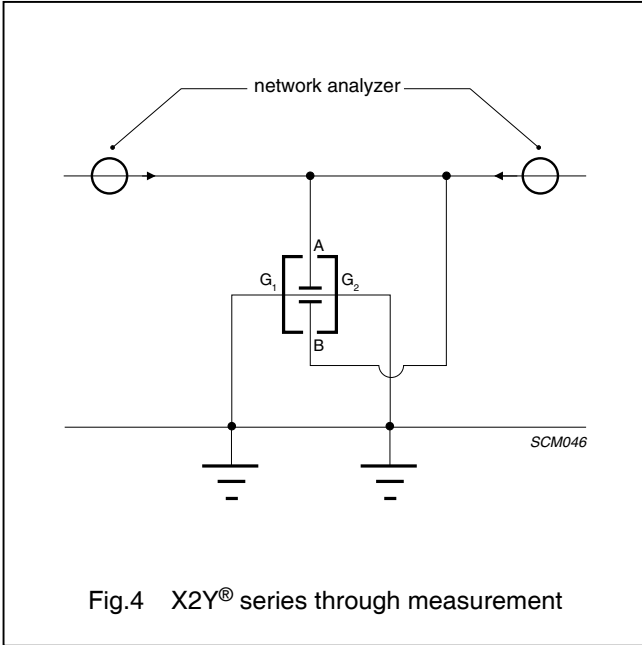 network analyzer
A
G₁ G₂
B
SCM046
Fig.4 X2Y® series through measurement